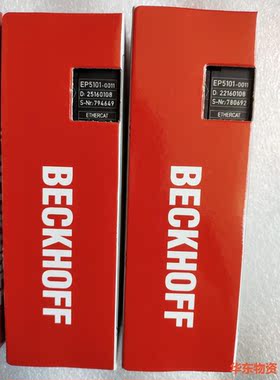 EP5101-0011
D: 25160108
S-Nr: 794649
ETHERCAT
BECKHOFF
EP5101-0011
D: 22160108
S-Nr: 780692
ETHERCAT
BECKHOFF
华东物资